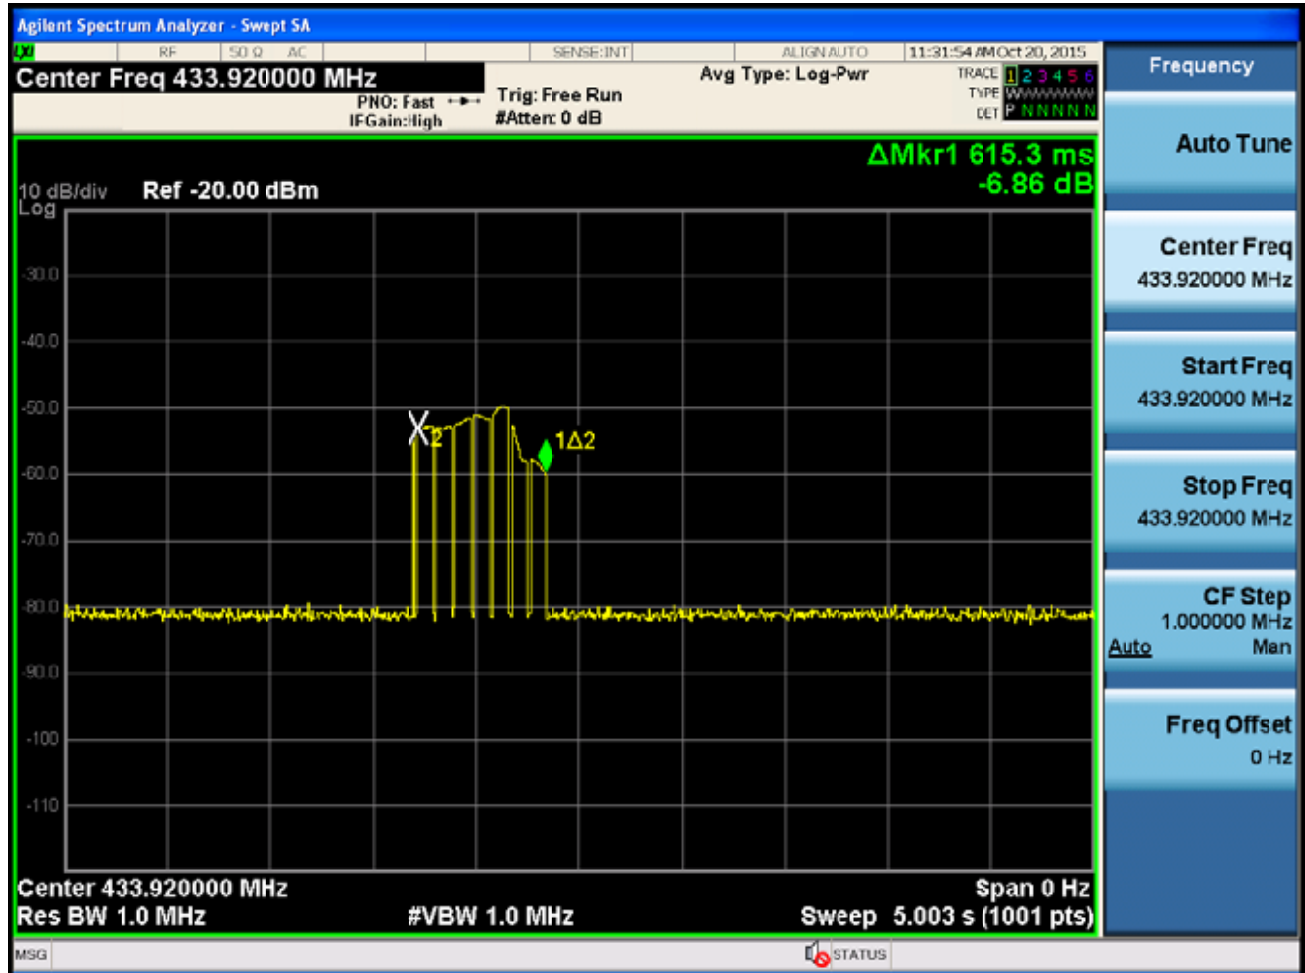 Agilent Spectrum Analyzer - Swept SA
LXI RF 50 Ω AC SENSE:INT ALIGN AUTO 11:31:54 AM Oct 20, 2015
Center Freq 433.920000 MHz
PNO: Fast
IFGain:High
Trig: Free Run
#Atten: 0 dB
Avg Type: Log-Pwr
TRACE 1 2 3 4 5 6
TYPE
DET P N N N N N
ΔMkr1 615.3 ms
-6.86 dB
10 dB/div Ref -20.00 dBm
Log
-30.0
-40.0
-50.0
2
1Δ2
-60.0
-70.0
-80.0
-90.0
-100
-110
Center 433.920000 MHz Span 0 Hz
Res BW 1.0 MHz #VBW 1.0 MHz Sweep 5.003 s (1001 pts)
MSG STATUS
Frequency
Auto Tune
Center Freq
433.920000 MHz
Start Freq
433.920000 MHz
Stop Freq
433.920000 MHz
CF Step
1.000000 MHz
Auto Man
Freq Offset
0 Hz